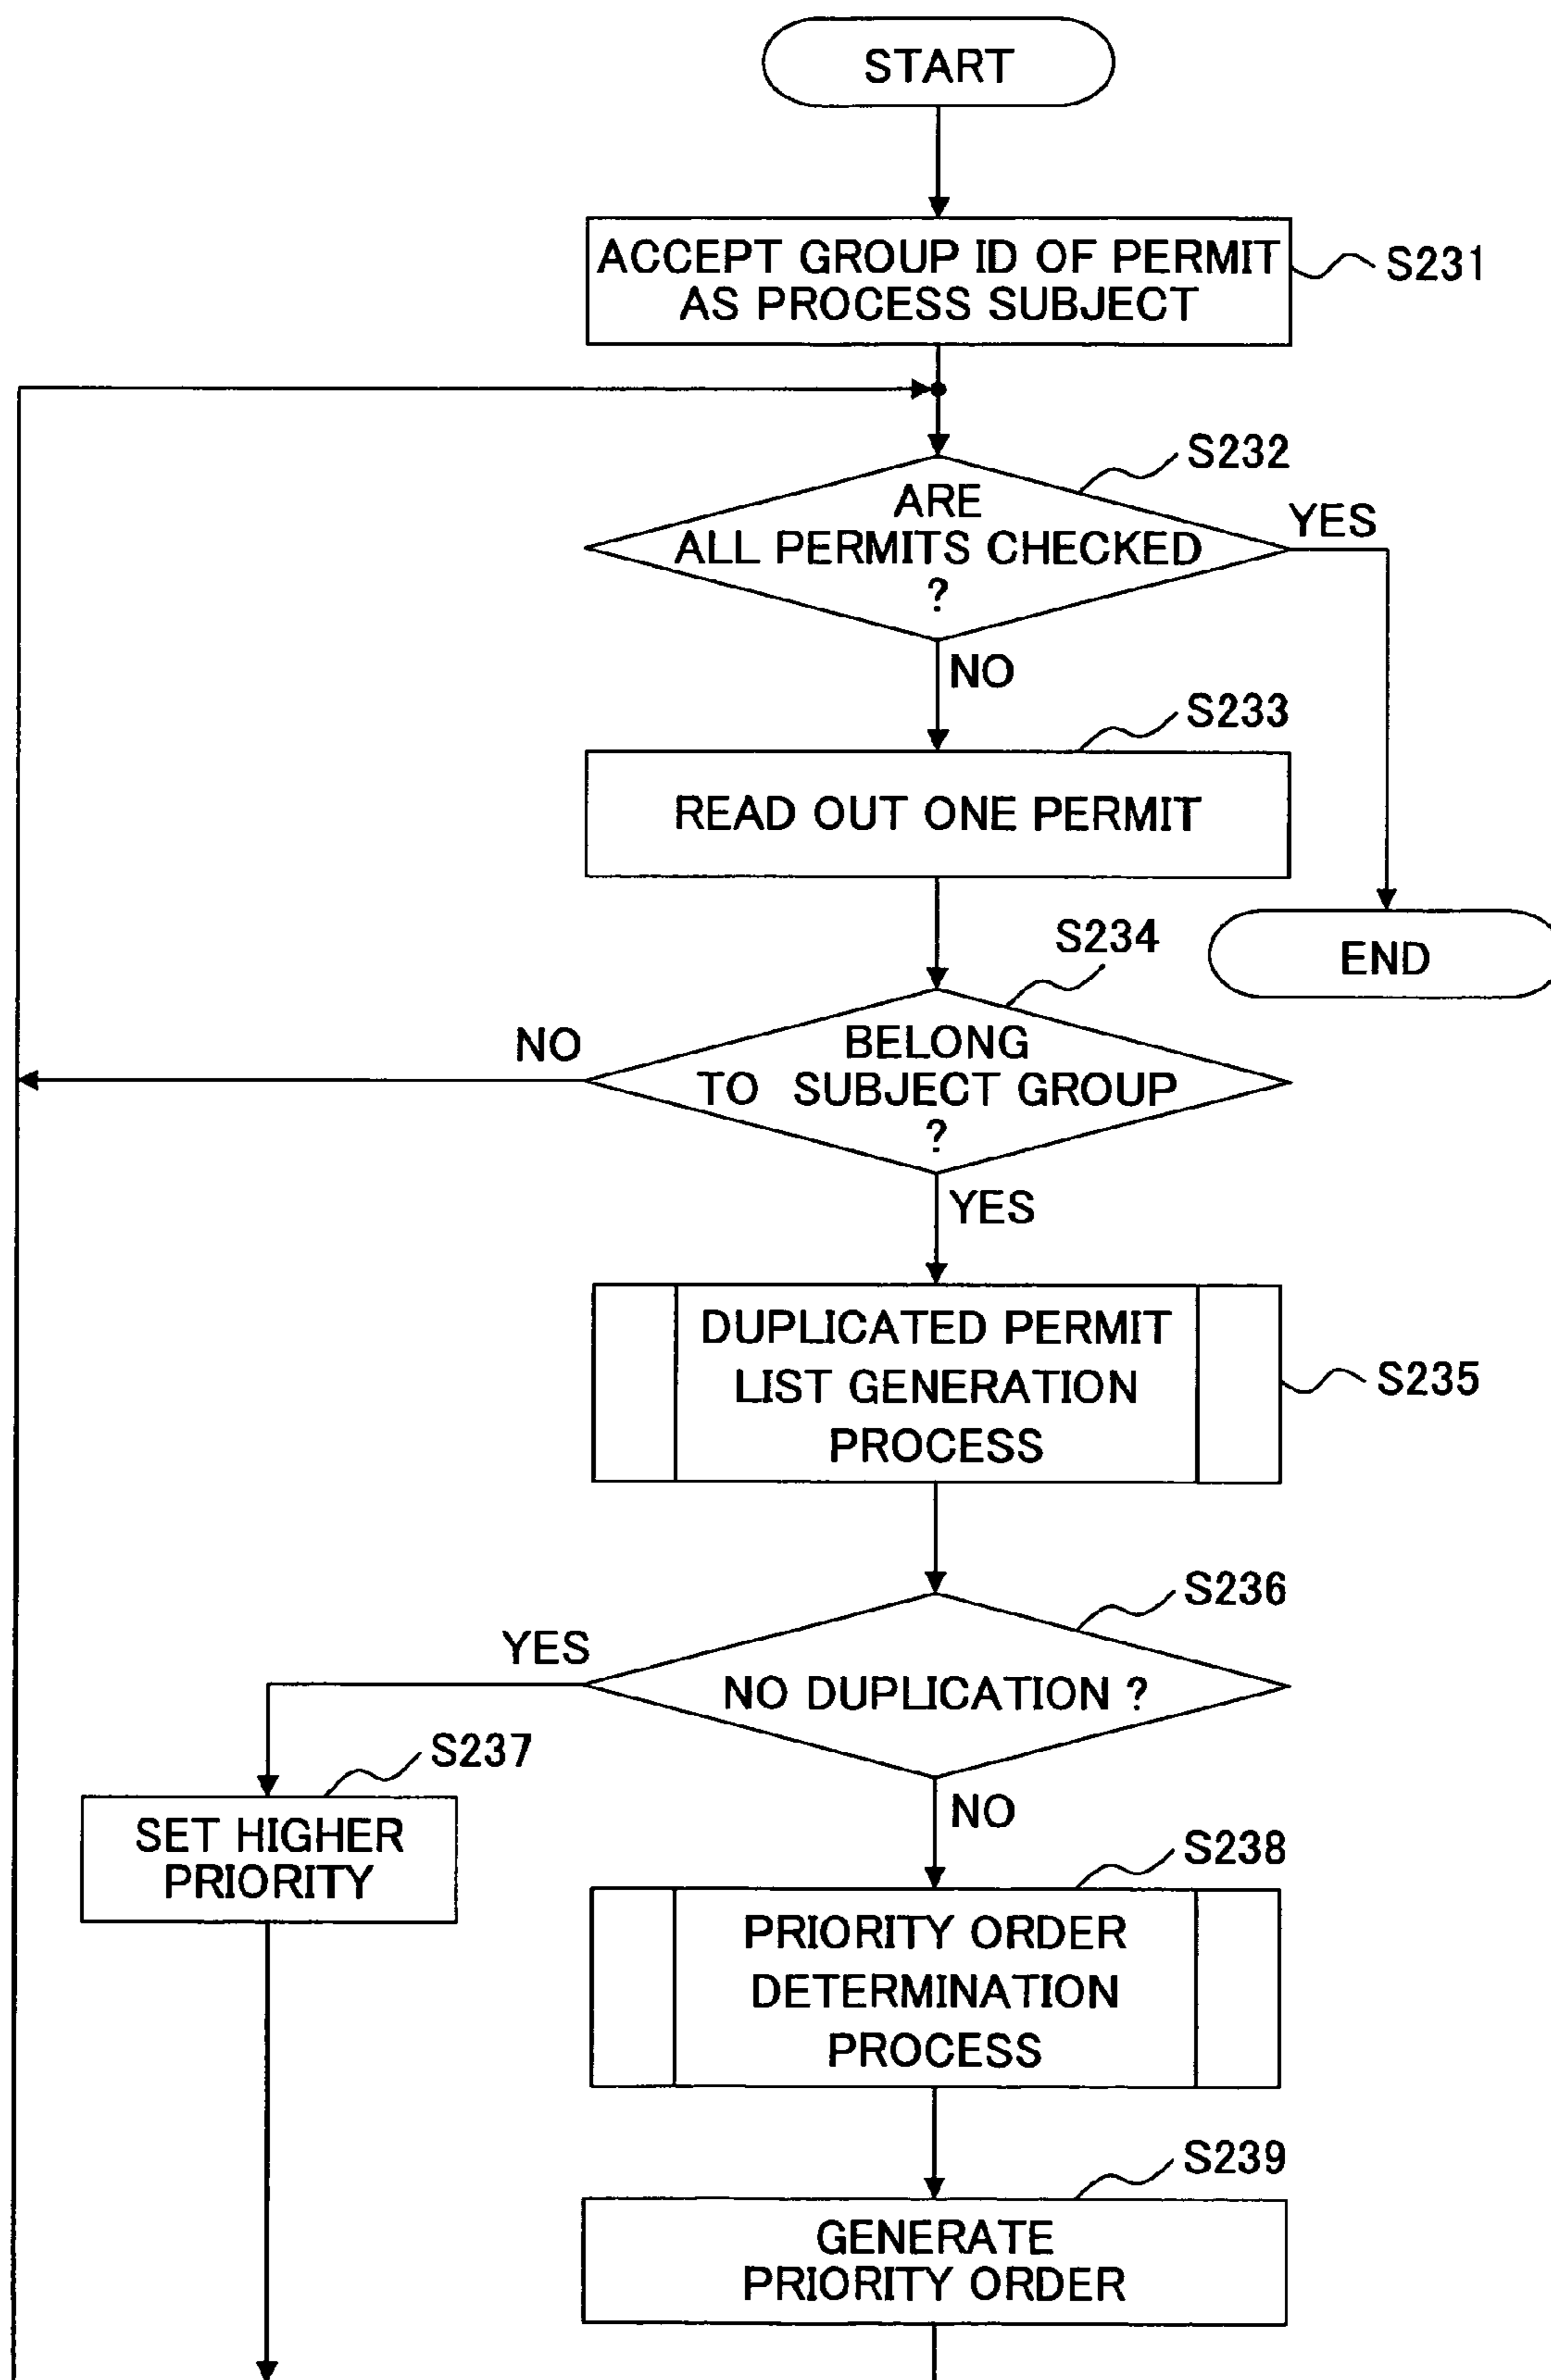 START
ACCEPT GROUP ID OF PERMIT
AS PROCESS SUBJECT
S231
S232
ARE
ALL PERMITS CHECKED
?
YES
NO
S233
READ OUT ONE PERMIT
END
S234
BELONG
TO SUBJECT GROUP
?
NO
YES
DUPLICATED PERMIT
LIST GENERATION
PROCESS
S235
S236
NO DUPLICATION ?
YES
S237
SET HIGHER
PRIORITY
NO
S238
PRIORITY ORDER
DETERMINATION
PROCESS
S239
GENERATE
PRIORITY ORDER